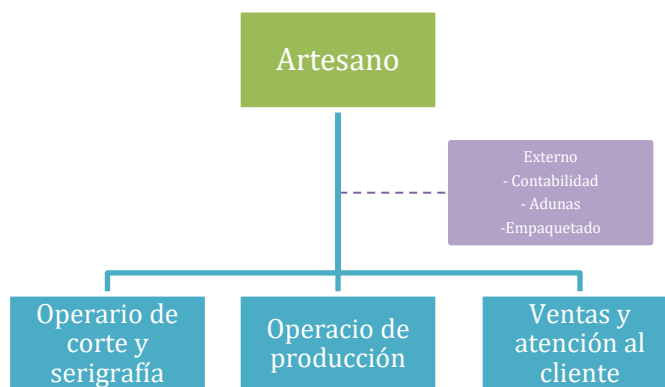 Artesano
Externo
- Contabilidad
- Adunas
-Empaquetado
Operario de
corte y
serigrafía
Operacio de
producción
Ventas y
atención al
cliente